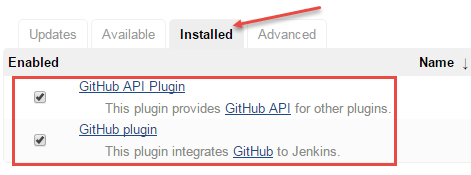 Updates Available Installed Advanced
Enabled Name ↓
GitHub API Plugin
This plugin provides GitHub API for other plugins.
GitHub plugin
This plugin integrates GitHub to Jenkins.